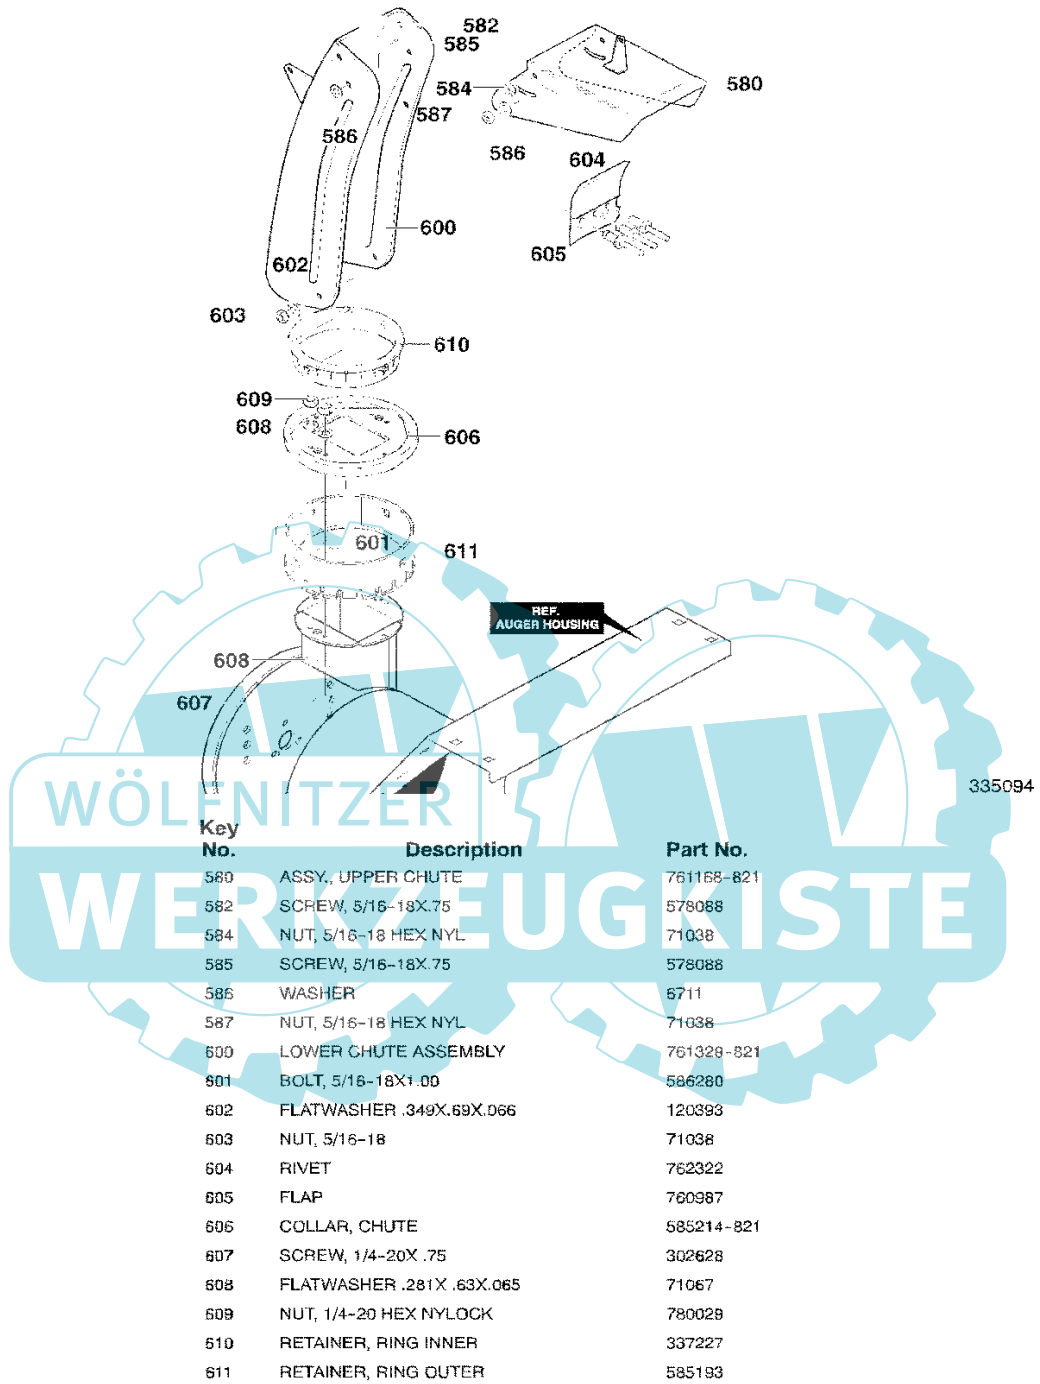 582
585
584
580
587
586
586
604
600
605
602
603
610
609
608
606
601
611
REF.
AUGER HOUSING
608
607
335094
WÖLFNITZER
WERKZEUGKISTE
Key
No. Description Part No.
580 ASSY., UPPER CHUTE 761168-821
582 SCREW, 5/16-18X.75 578088
584 NUT, 5/16-18 HEX NYL 71038
585 SCREW, 5/16-18X.75 578088
586 WASHER 6711
587 NUT, 5/16-18 HEX NYL 71038
600 LOWER CHUTE ASSEMBLY 761329-821
601 BOLT, 5/16-18X1.00 586280
602 FLATWASHER .349X.69X.066 120393
603 NUT, 5/16-18 71038
604 RIVET 762322
605 FLAP 760987
606 COLLAR, CHUTE 585214-821
607 SCREW, 1/4-20X .75 302628
608 FLATWASHER .281X .63X.065 71067
609 NUT, 1/4-20 HEX NYLOCK 780029
610 RETAINER, RING INNER 337227
611 RETAINER, RING OUTER 585193